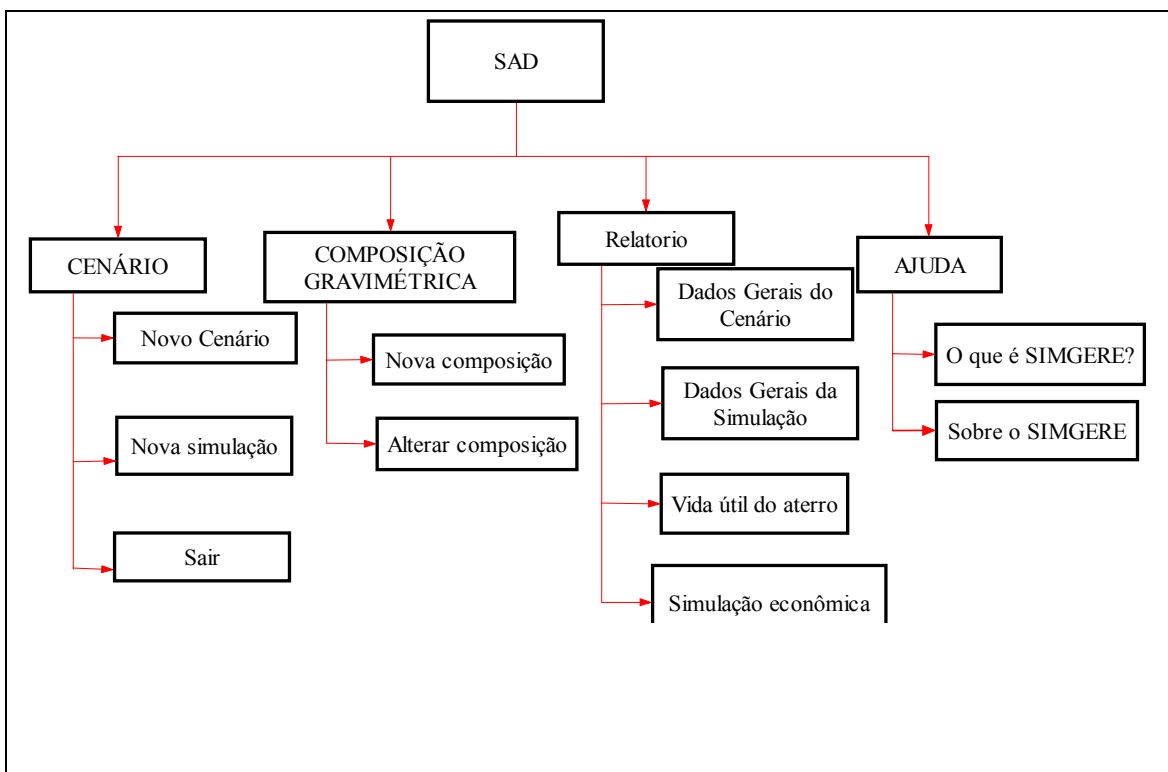 SAD
CENÁRIO
Novo Cenário
Nova simulação
Sair
COMPOSIÇÃO
GRAVIMÉTRICA
Nova composição
Alterar composição
Relatorio
Dados Gerais do
Cenário
Dados Gerais da
Simulação
Vida útil do aterro
Simulação econômica
AJUDA
O que é SIMGERE?
Sobre o SIMGERE